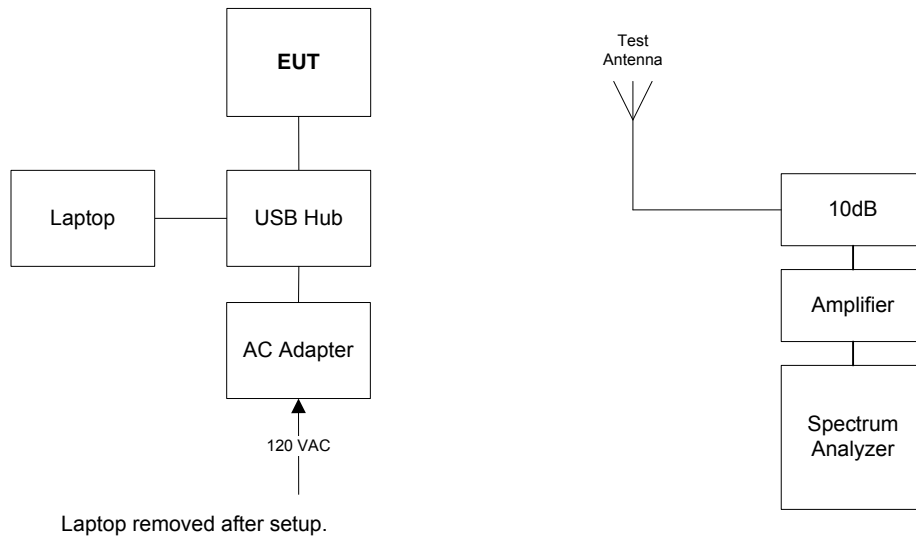 EUT
Laptop
USB Hub
AC Adapter
120 VAC
Laptop removed after setup.
Test
Antenna
10dB
Amplifier
Spectrum
Analyzer